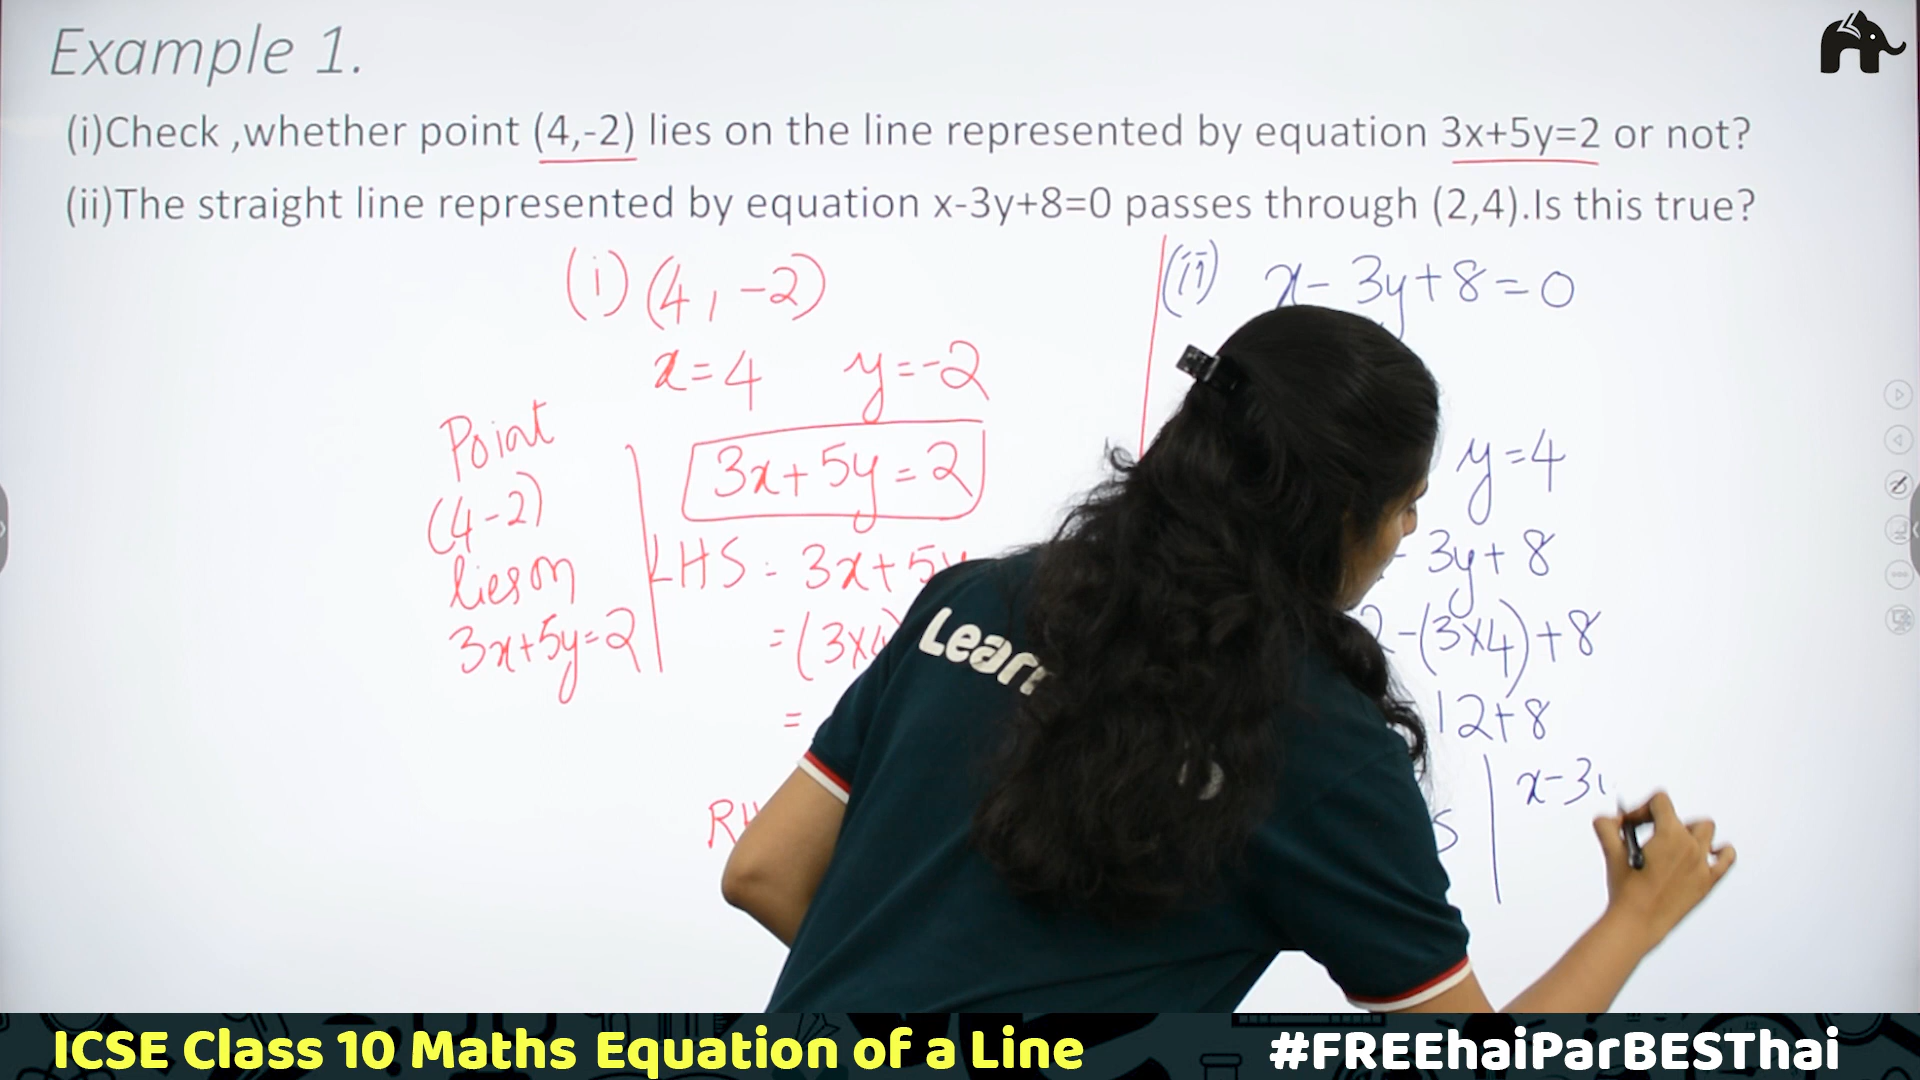 Example 1.
(i)Check ,whether point (4,-2) lies on the line represented by equation 3x+5y=2 or not?
(ii)The straight line represented by equation x-3y+8=0 passes through (2,4).Is this true?
(i) (4, -2)
x=4 y=-2
3x+5y=2
LHS = 3x+5y
=(3x4)
=
Point
(4-2)
lies on
3x+5y=2
(ii) x-3y+8=0
y=4
- 3y+8
2-(3x4)+8
12+8
S
x-3
Learn
ICSE Class 10 Maths Equation of a Line
#FREEhaiParBESThai